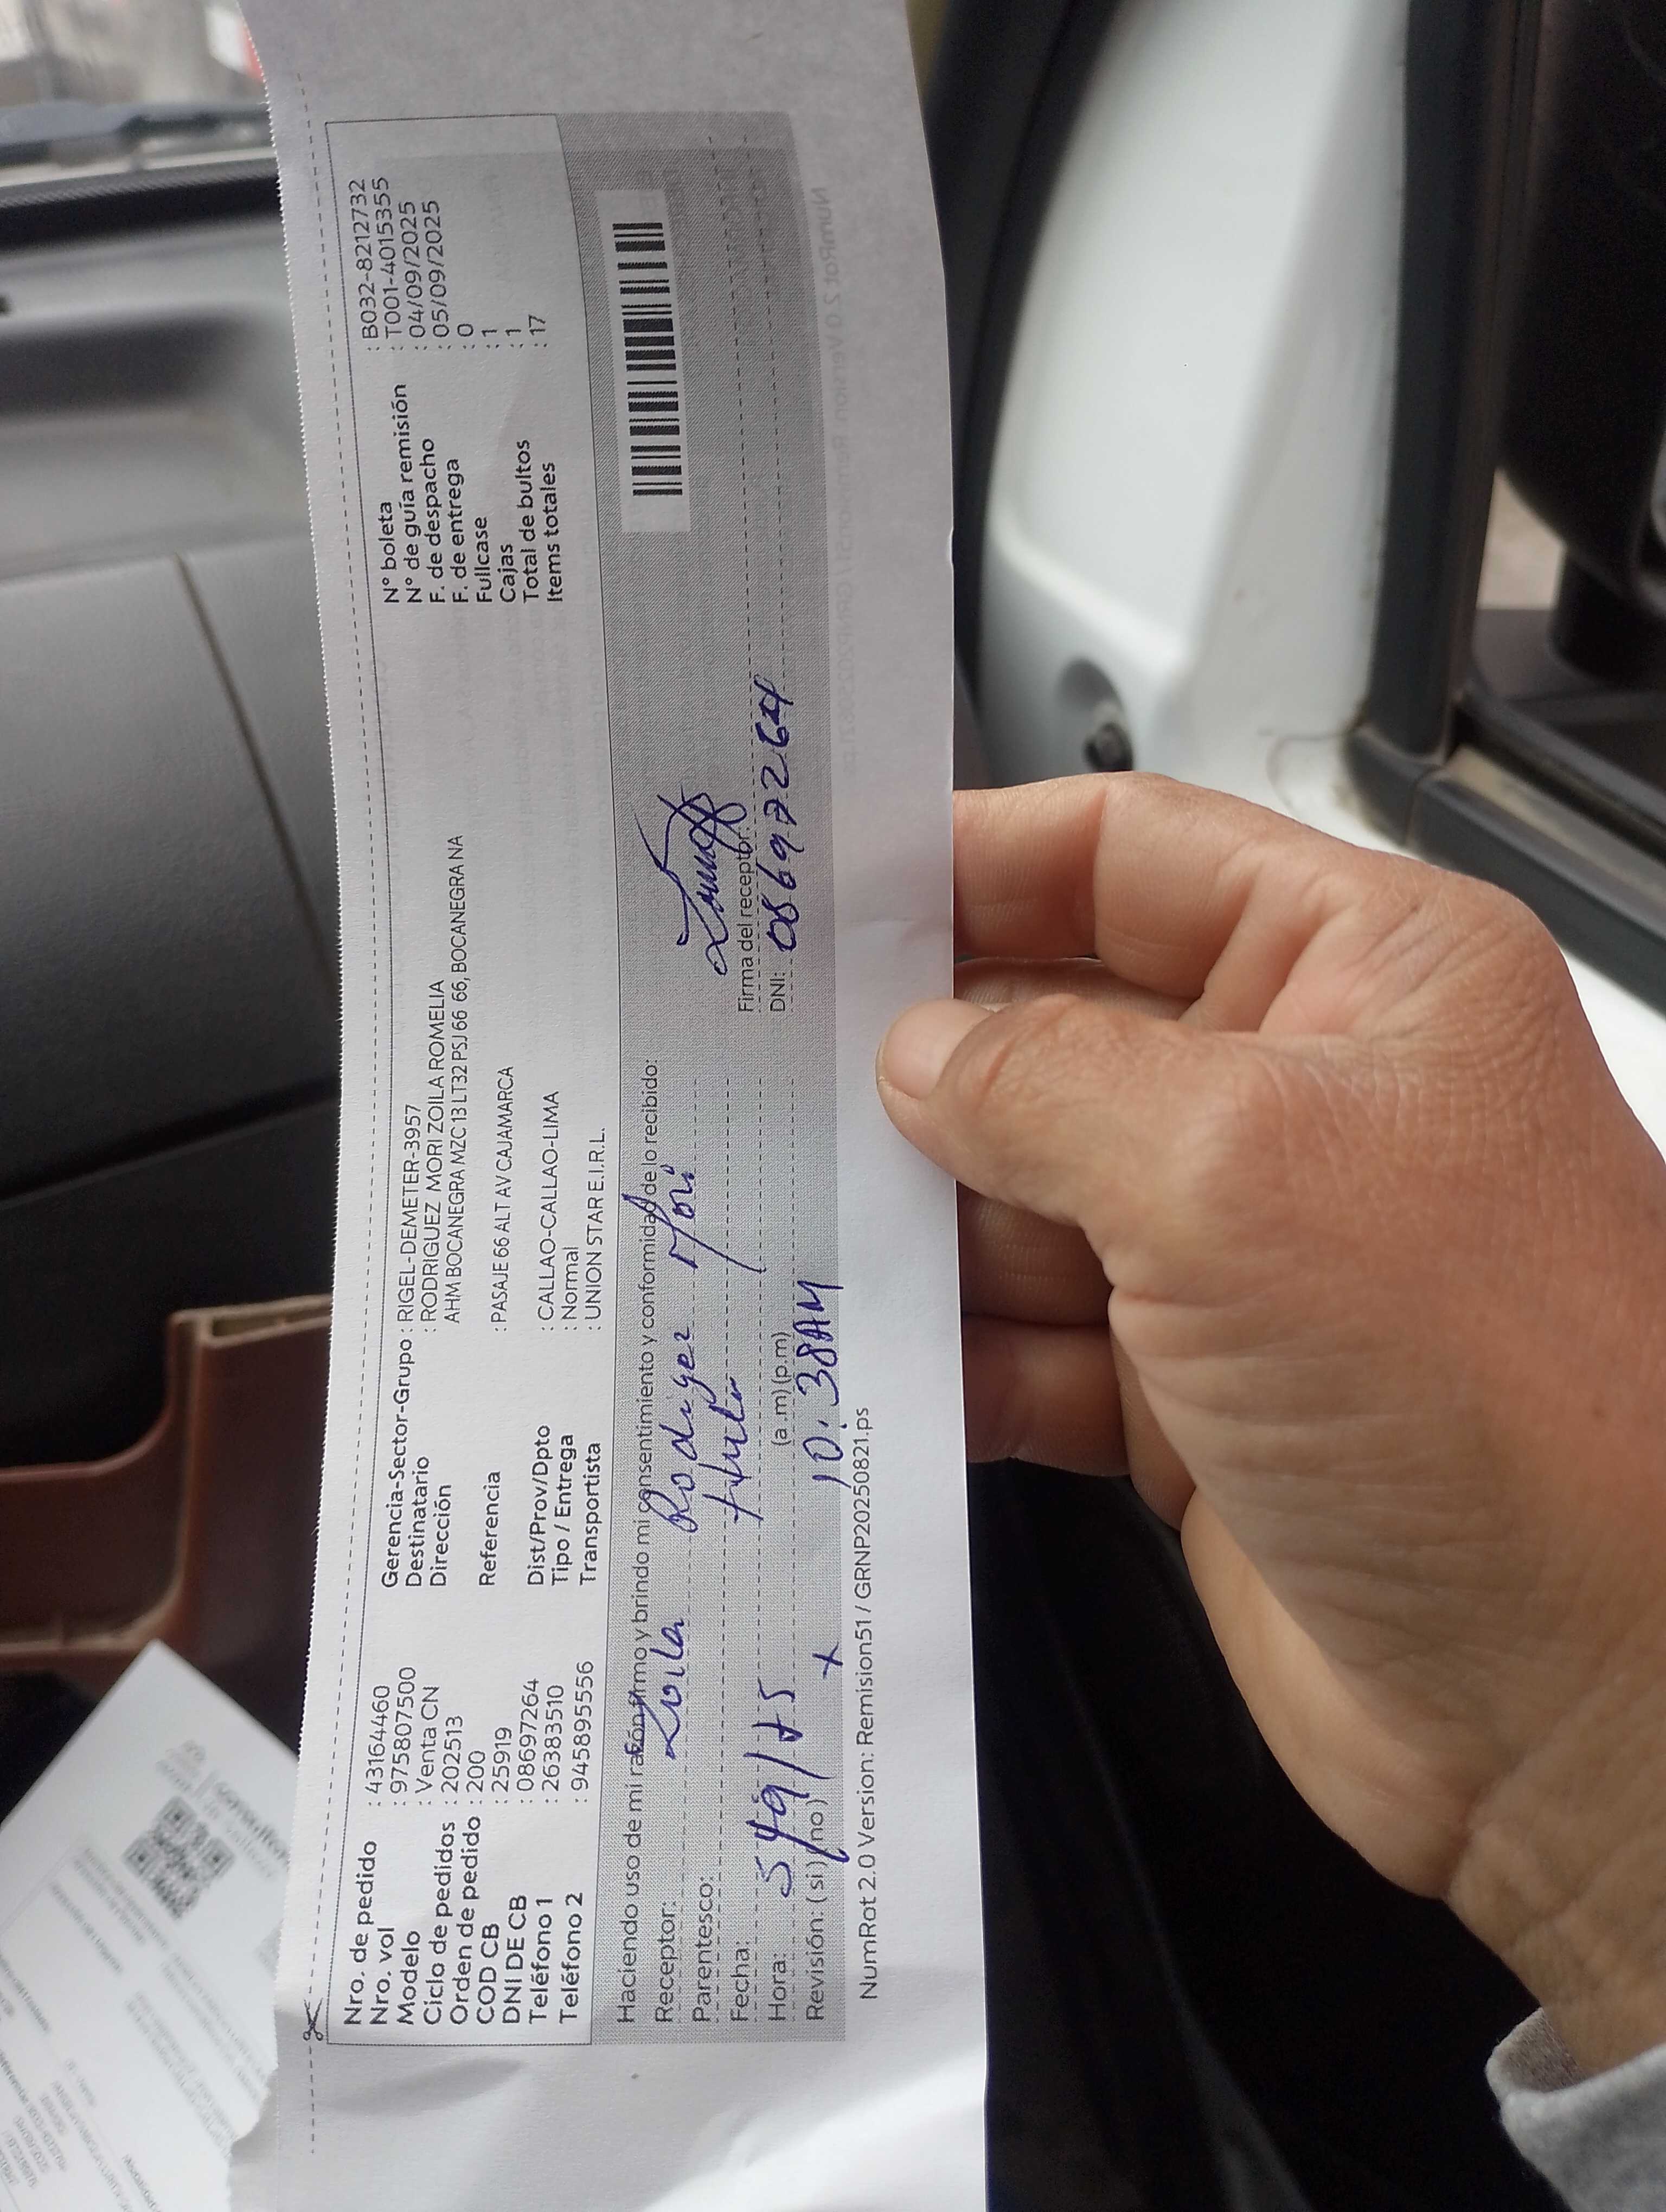 Nro. de pedido : 43164460
Nro. vol : 975807500
Modelo : Venta CN
Ciclo de pedidos : 202513
Orden de pedido : 200
COD CB : 25919
DNI DE CB : 08697264
Teléfono 1 : 26383510
Teléfono 2 : 945895556
Gerencia-Sector-Grupo : RIGEL-DEMETER-3957
Destinatario : RODRIGUEZ MORI ZOILA ROMELIA
Dirección AHM BOCANEGRA MZC 13 LT32 PSJ 66 66, BOCANEGRA NA
Referencia : PASAJE 66 ALT AV CAJAMARCA
Dist/Prov/Dpto : CALLAO-CALLAO-LIMA
Tipo / Entrega : Normal
Transportista : UNION STAR E.I.R.L.
N° boleta : B032-8212732
N° de guía remisión : T001-4015355
F. de despacho : 04/09/2025
F. de entrega : 05/09/2025
Fullcase : 0
Cajas : 1
Total de bultos : 1
Items totales : 17
Haciendo uso de mi razón firmo y brindo mi consentimiento y conformidad de lo recibido:
Receptor: Zoila Rodigez Mori
Parentesco:
Fecha:
Hora: (a.m) (p.m)
10:38AM
Revisión: (si) (no) x
Firma del receptor:
DNI: 08697264
NumRot 2.0 Version: Remision51 / GRNP20250821.ps